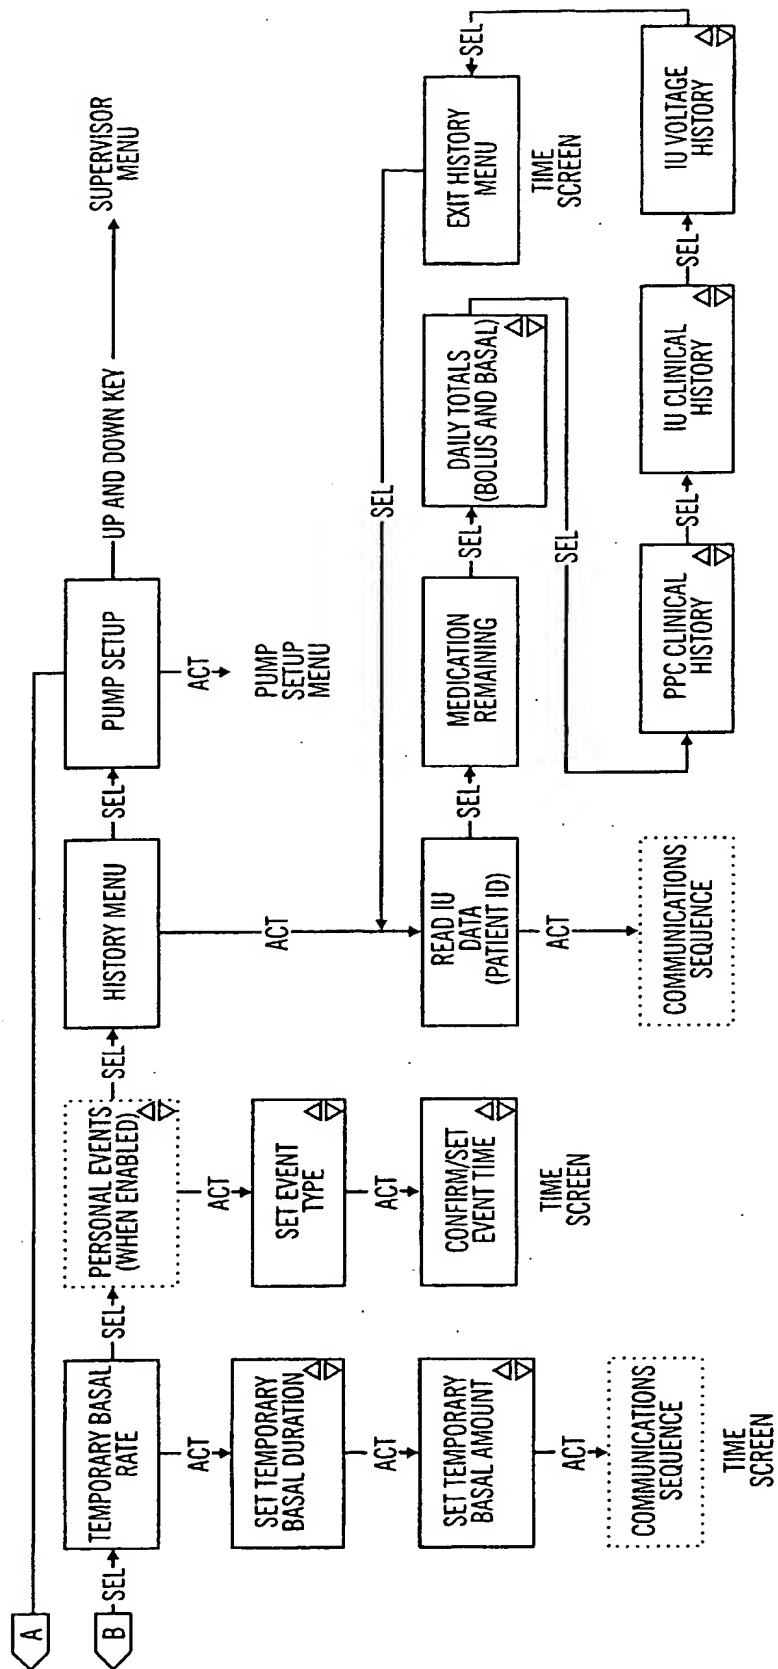 A
B
SEL
TEMPORARY BASAL
RATE
SEL
PERSONAL EVENTS
(WHEN ENABLED)
SEL
HISTORY MENU
SEL
PUMP SETUP
UP AND DOWN KEY
SUPERVISOR
MENU
ACT
SET TEMPORARY
BASAL DURATION
ACT
SET TEMPORARY
BASAL AMOUNT
ACT
COMMUNICATIONS
SEQUENCE
TIME
SCREEN
ACT
SET EVENT
TYPE
ACT
CONFIRM/SET
EVENT TIME
TIME
SCREEN
ACT
ACT
PUMP
SETUP
MENU
SEL
READ IU
DATA
(PATIENT ID)
SEL
MEDICATION
REMAINING
SEL
DAILY TOTALS
(BOLUS AND BASAL)
EXIT HISTORY
MENU
SEL
TIME
SCREEN
ACT
COMMUNICATIONS
SEQUENCE
SEL
PPC CLINICAL
HISTORY
SEL
IU CLINICAL
HISTORY
SEL
IU VOLTAGE
HISTORY